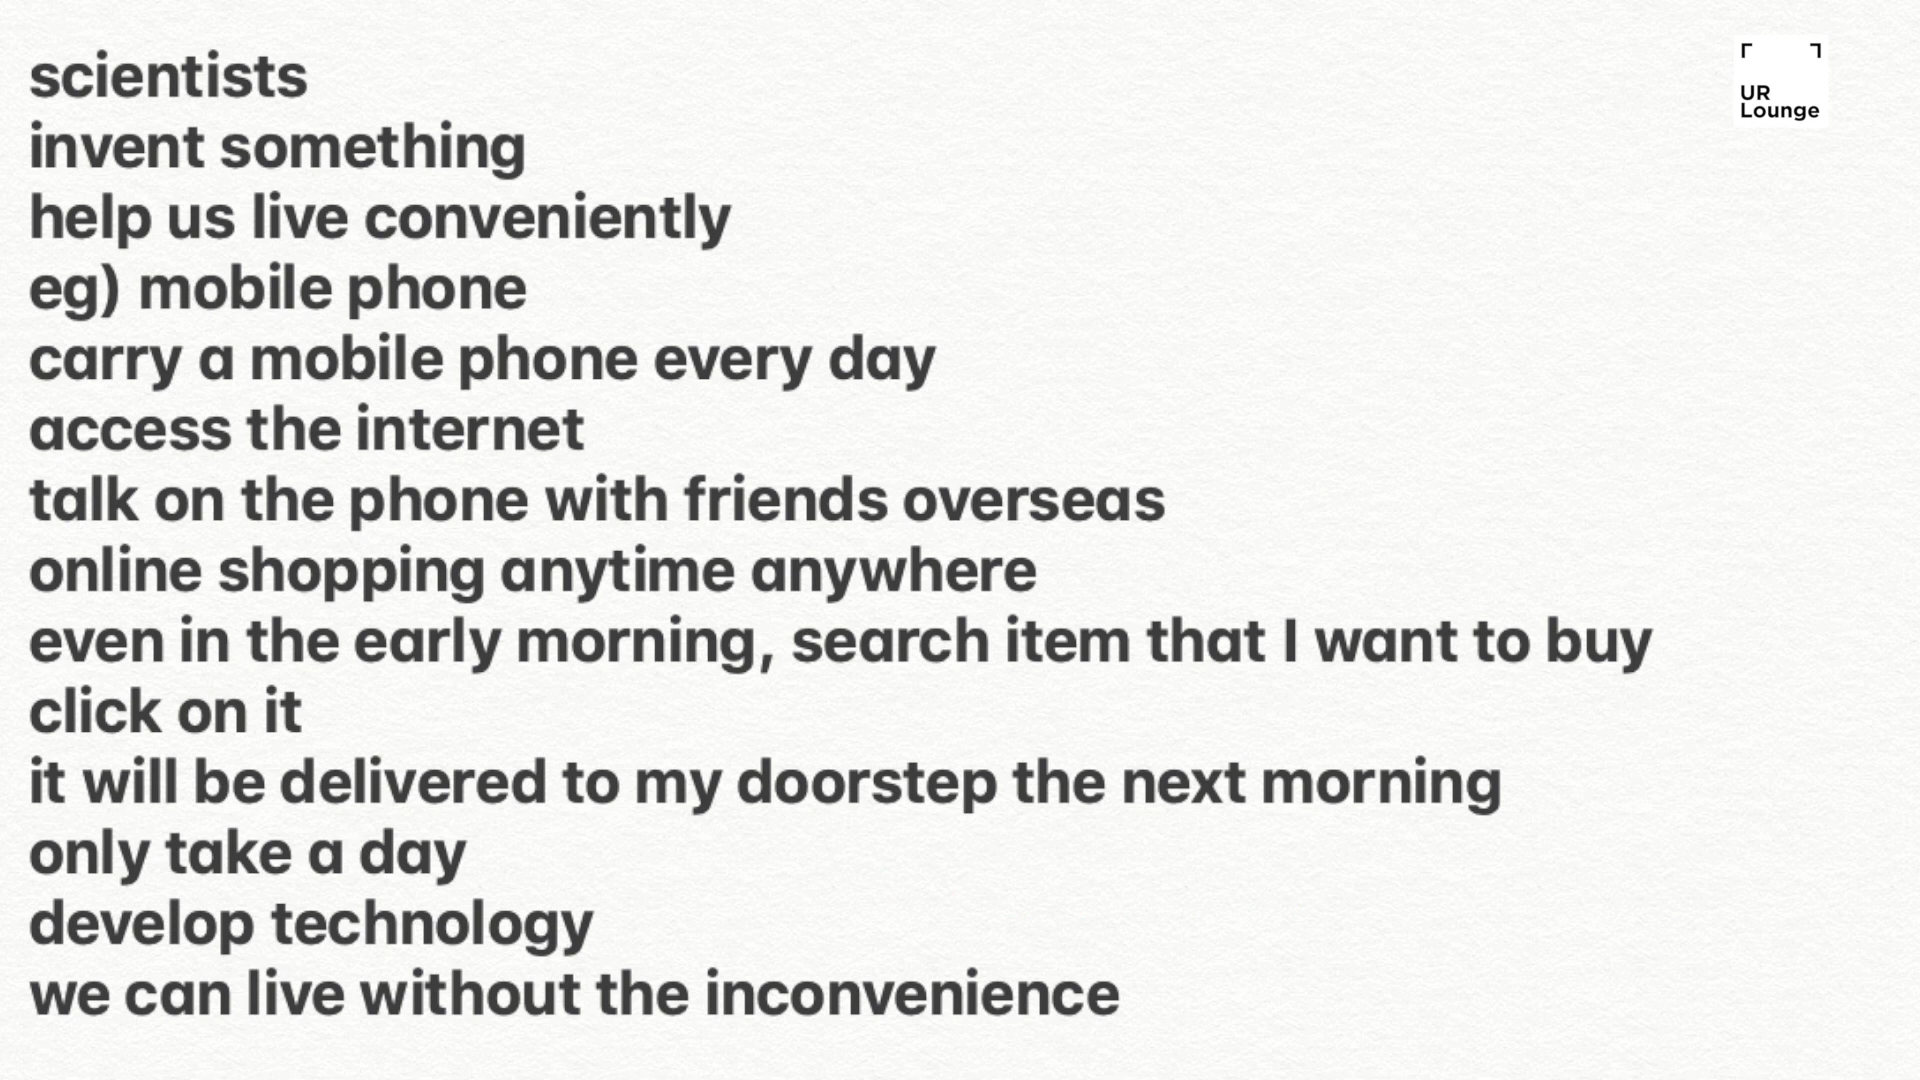 scientists
invent something
help us live conveniently
eg) mobile phone
carry a mobile phone every day
access the internet
talk on the phone with friends overseas
online shopping anytime anywhere
even in the early morning, search item that I want to buy
click on it
it will be delivered to my doorstep the next morning
only take a day
develop technology
we can live without the inconvenience
UR
Lounge